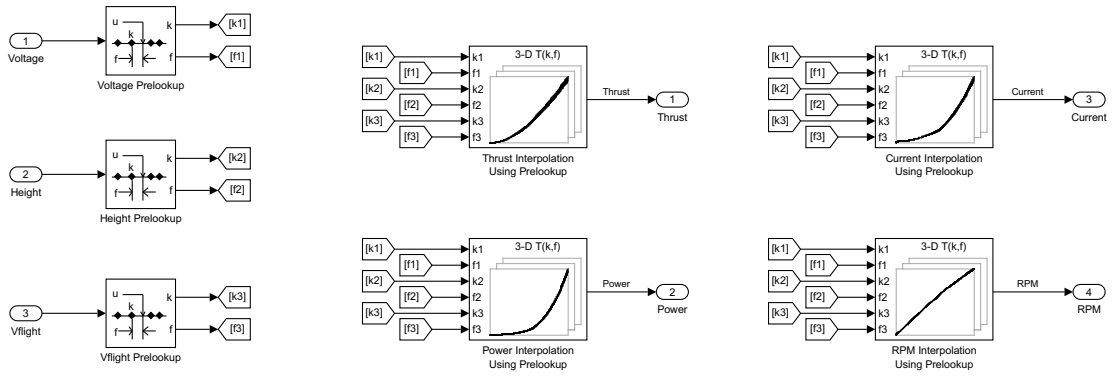 1
Voltage
u
k
f
k
f
Voltage Prelookup
[k1]
[f1]
2
Height
u
k
f
k
f
Height Prelookup
[k2]
[f2]
3
Vflight
u
k
f
k
f
Vflight Prelookup
[k3]
[f3]
[k1]
[f1]
[k2]
[f2]
[k3]
[f3]
3-D T(k,f)
k1
f1
k2
f2
k3
f3
Thrust Interpolation
Using Prelookup
Thrust
1
Thrust
[k1]
[f1]
[k2]
[f2]
[k3]
[f3]
3-D T(k,f)
k1
f1
k2
f2
k3
f3
Current Interpolation
Using Prelookup
Current
3
Current
[k1]
[f1]
[k2]
[f2]
[k3]
[f3]
3-D T(k,f)
k1
f1
k2
f2
k3
f3
Power Interpolation
Using Prelookup
Power
2
Power
[k1]
[f1]
[k2]
[f2]
[k3]
[f3]
3-D T(k,f)
k1
f1
k2
f2
k3
f3
RPM Interpolation
Using Prelookup
RPM
4
RPM